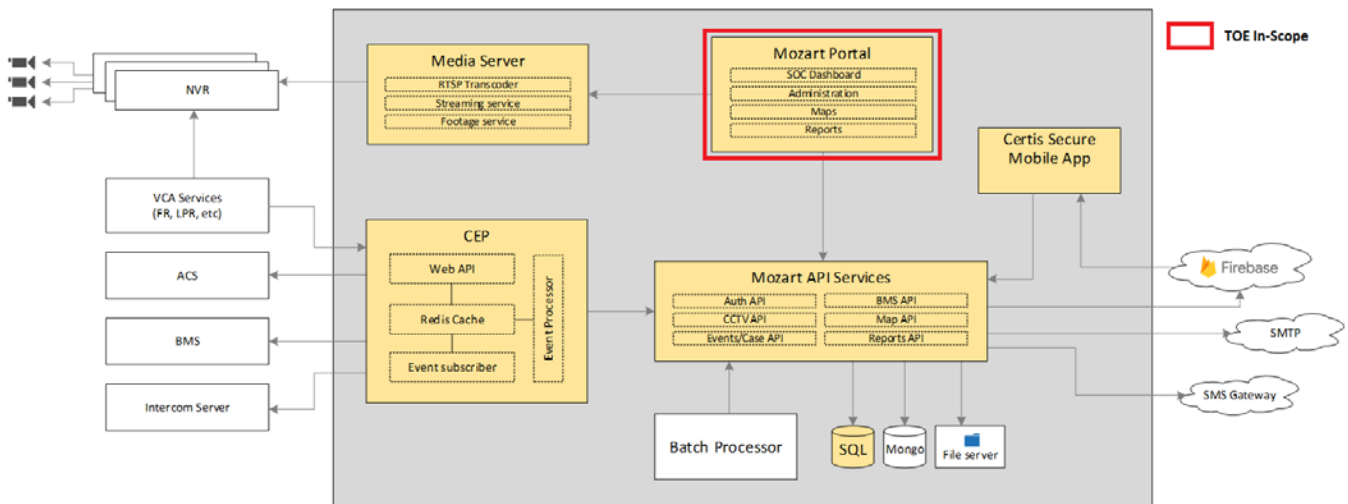 TOE In-Scope
Media Server
RTSP Transcoder
Streaming service
Footage service
Mozart Portal
SOC Dashboard
Administration
Maps
Reports
NVR
Certis Secure
Mobile App
VCA Services
(FR, LPR, etc)
ACS
BMS
Intercom Server
CEP
Web API
Redis Cache
Event subscriber
Event Processor
Mozart API Services
Auth API
BMS API
CCTV API
Map API
Events/Case API
Reports API
Firebase
SMTP
SMS Gateway
Batch Processor
SQL
Mongo
File server